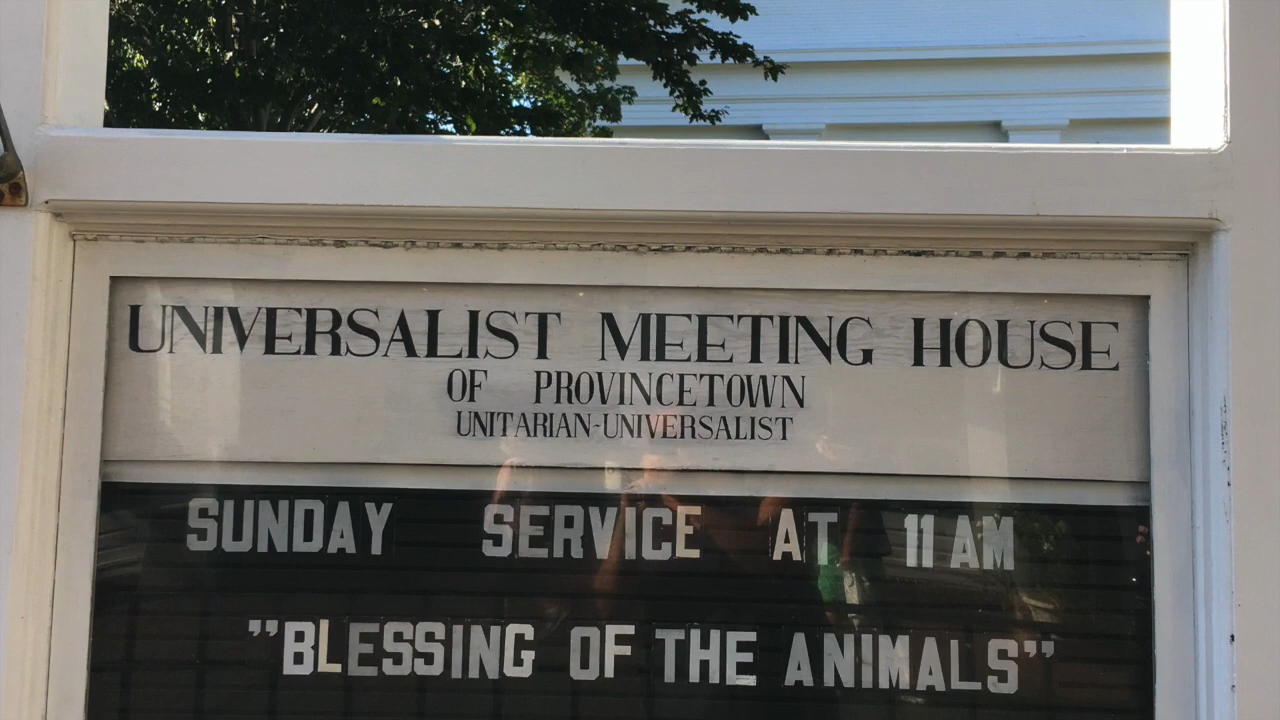 UNIVERSALIST MEETING HOUSE
OF PROVINCETOWN
UNITARIAN-UNIVERSALIST
SUNDAY SERVICE AT 11 AM
"BLESSING OF THE ANIMALS"